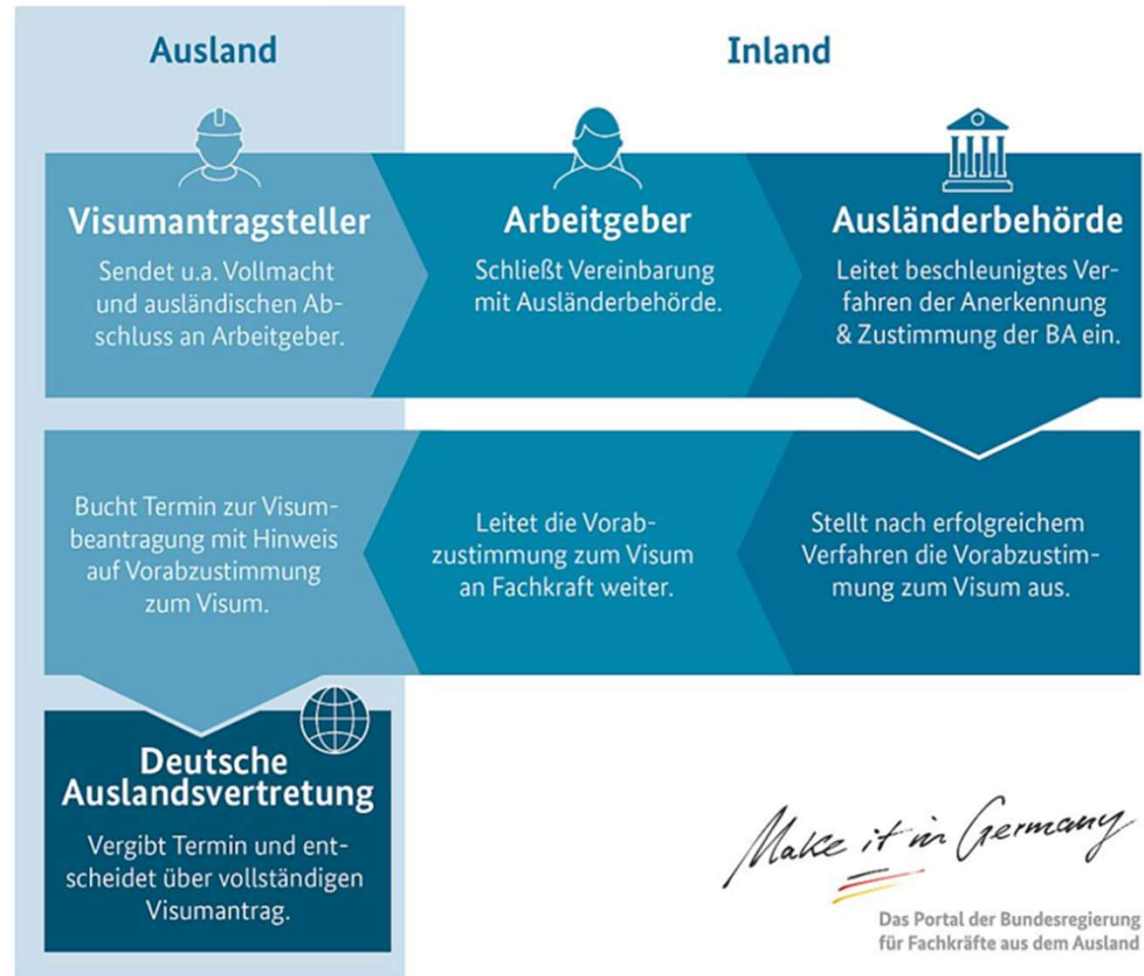 Ausland
Inland
Visumantragsteller
Sendet u.a. Vollmacht
und ausländischen Ab-
schluss an Arbeitgeber.
Arbeitgeber
Schließt Vereinbarung
mit Ausländerbehörde.
Ausländerbehörde
Leitet beschleunigtes Ver-
fahren der Anerkennung
& Zustimmung der BA ein.
Stellt nach erfolgreichem
Verfahren die Vorabzustim-
mung zum Visum aus.
Leitet die Vorab-
zustimmung zum Visum
an Fachkraft weiter.
Bucht Termin zur Visum-
beantragung mit Hinweis
auf Vorabzustimmung
zum Visum.
Deutsche
Auslandsvertretung
Vergibt Termin und ent-
scheidet über vollständigen
Visumantrag.
Make it in Germany
Das Portal der Bundesregierung
für Fachkräfte aus dem Ausland